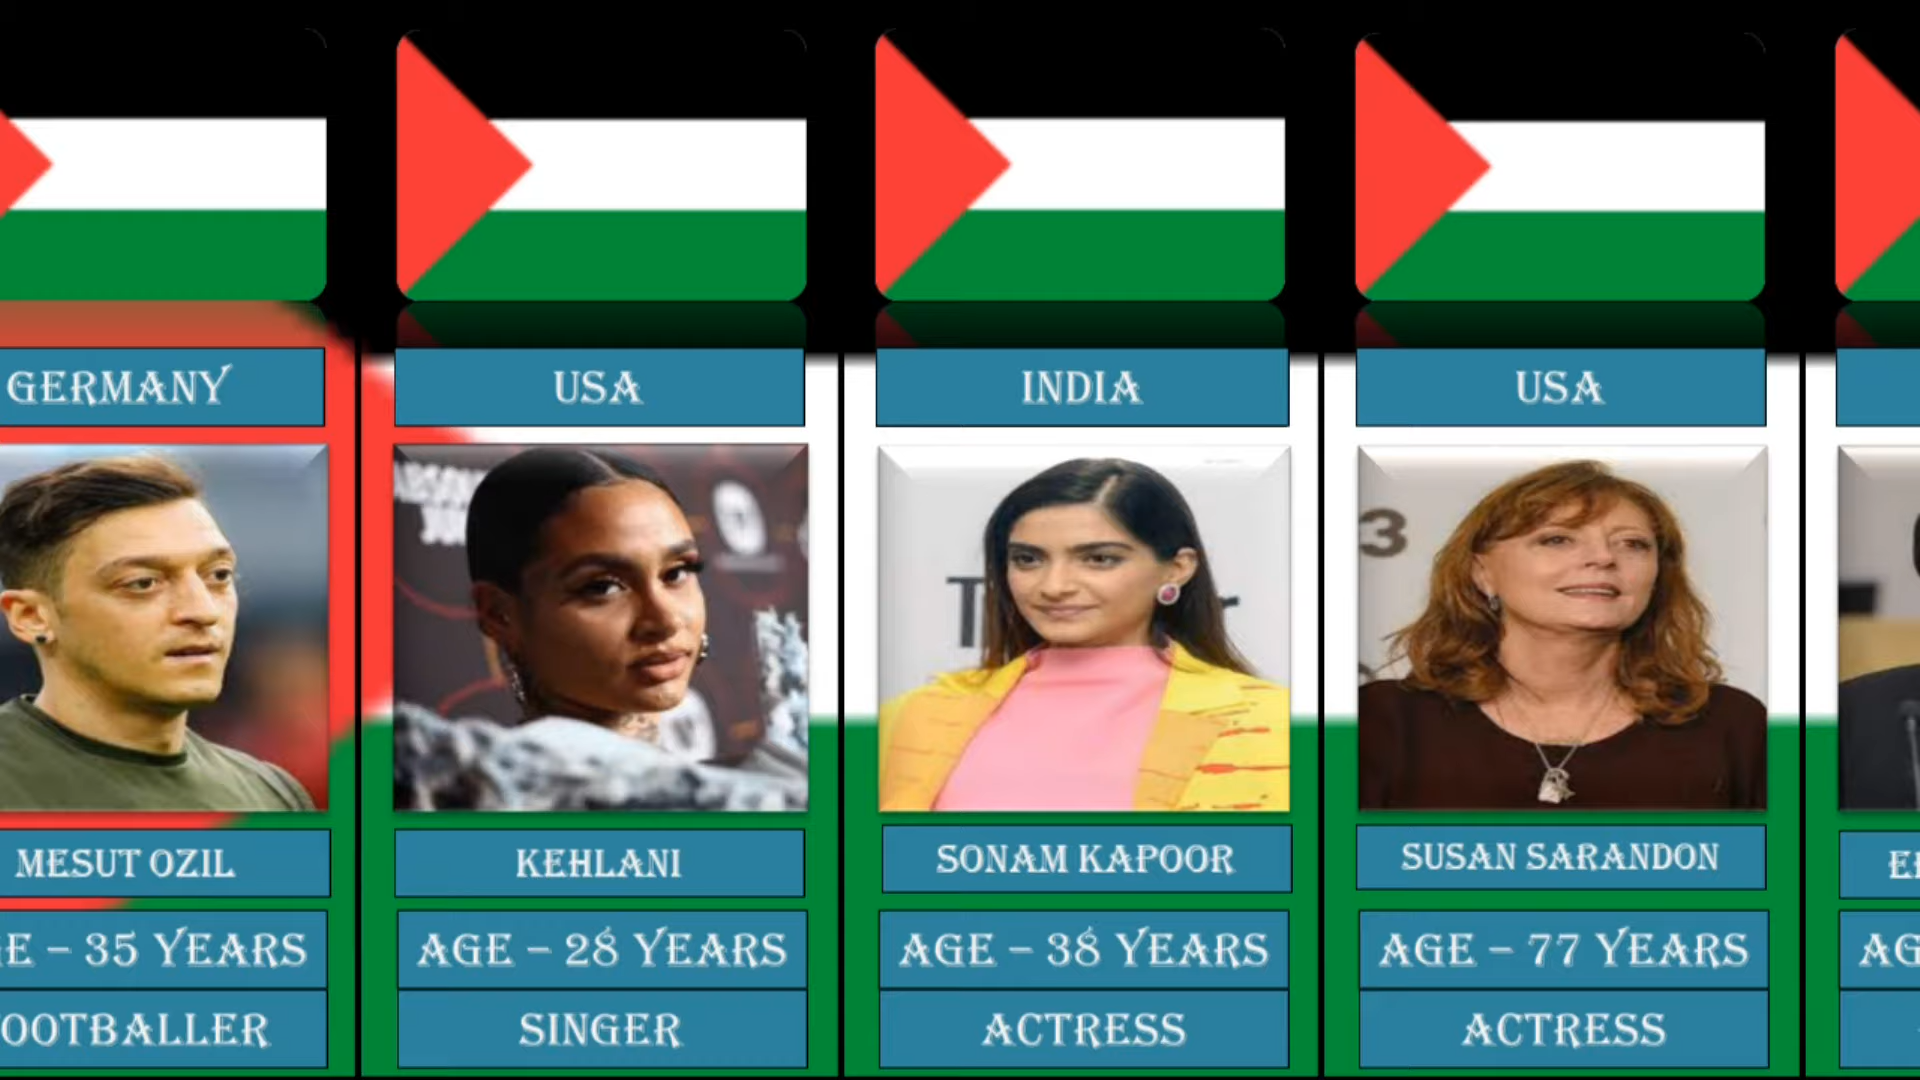 GERMANY
MESUT OZIL
35 YEARS
USA
KEHLANI
AGE – 28 YEARS
SINGER
INDIA
SONAM KAPOOR
AGE – 38 YEARS
ACTRESS
USA
3
SUSAN SARANDON
AGE – 77 YEARS
ACTRESS